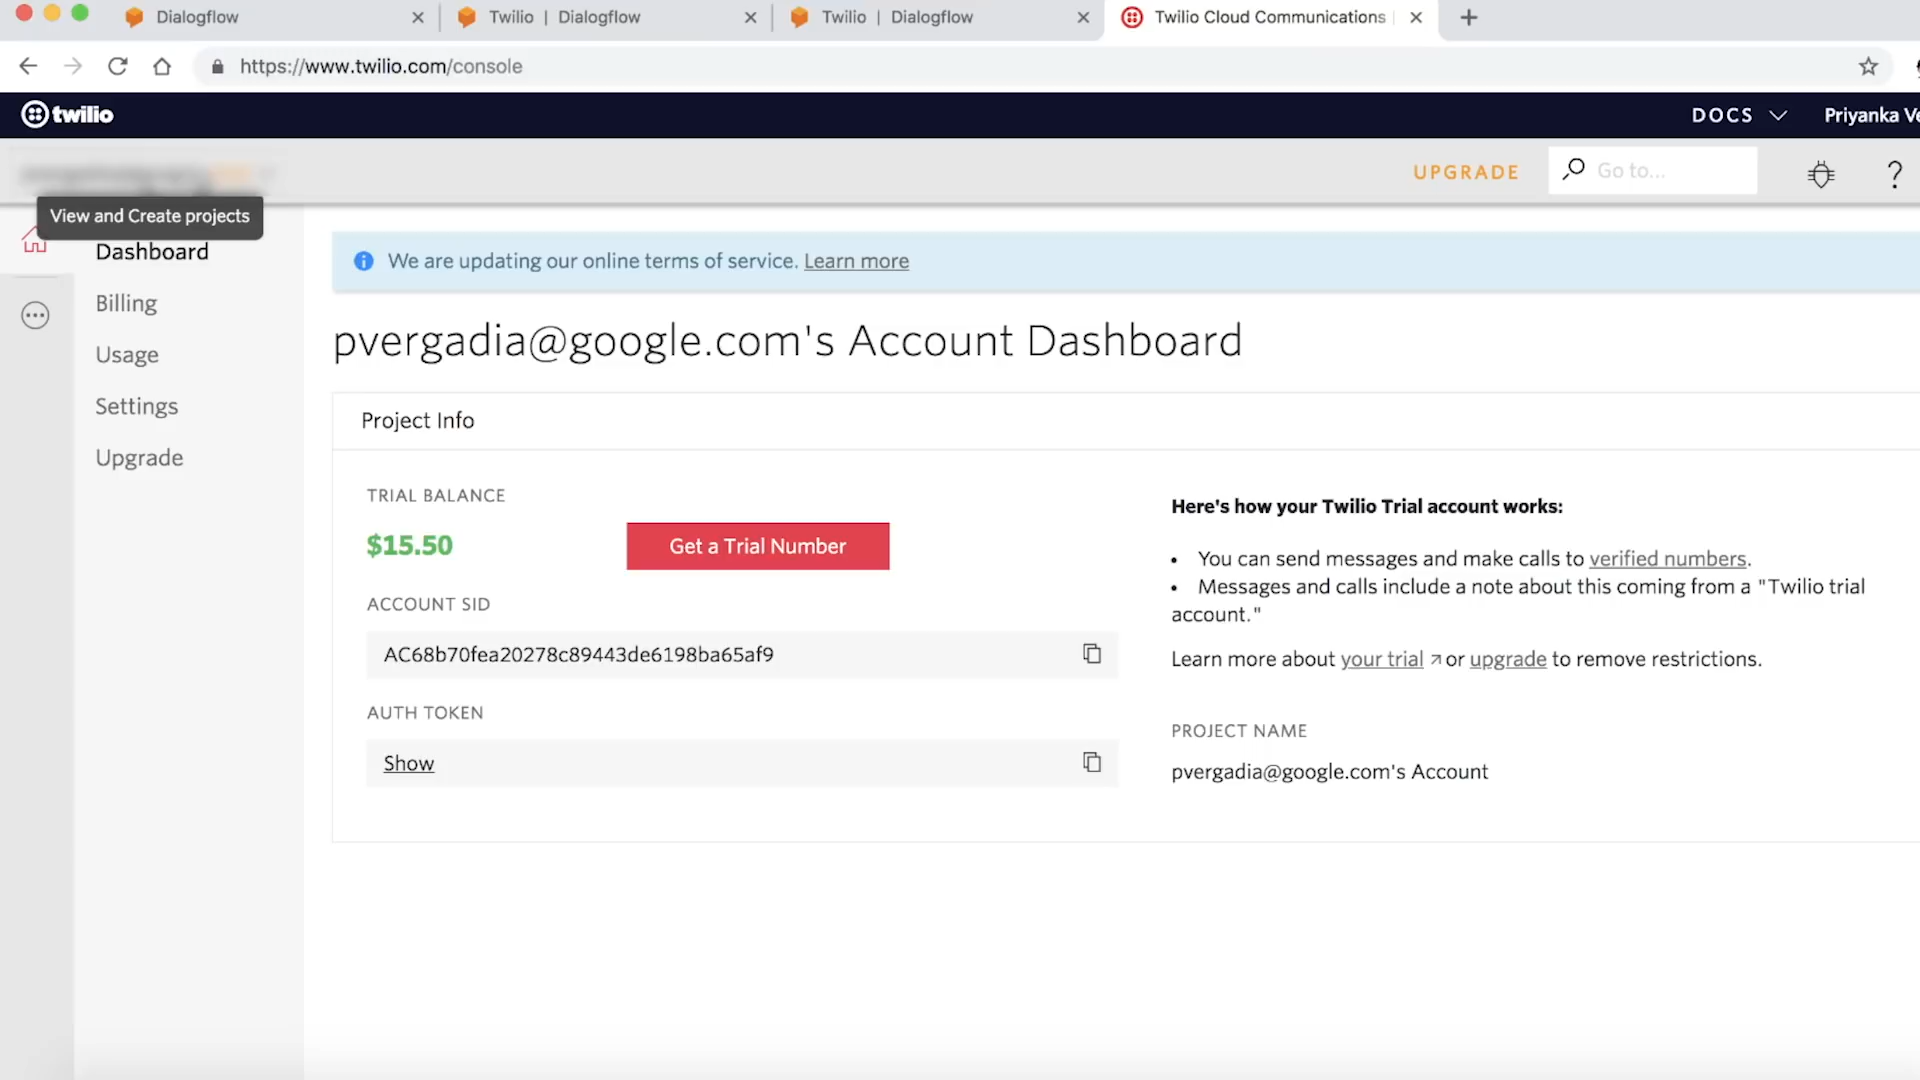 Dialogflow
Twilio | Dialogflow
Twilio | Dialogflow
Twilio Cloud Communications
https://www.twilio.com/console
twilio
DOCS
Priyanka Ve
UPGRADE
Go to...
?
View and Create projects
Dashboard
Billing
Usage
Settings
Upgrade
We are updating our online terms of service. Learn more
pvergadia@google.com's Account Dashboard
Project Info
TRIAL BALANCE
$15.50
Get a Trial Number
ACCOUNT SID
AC68b70fea20278c89443de6198ba65af9
AUTH TOKEN
Show
Here's how your Twilio Trial account works:
• You can send messages and make calls to verified numbers.
• Messages and calls include a note about this coming from a "Twilio trial
account."
Learn more about your trial or upgrade to remove restrictions.
PROJECT NAME
pvergadia@google.com's Account